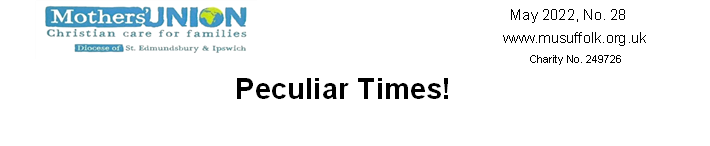 Mothers' UNION
Christian care for families
Diocese of St. Edmundsbury & Ipswich
May 2022, No. 28
www.musuffolk.org.uk
Charity No. 249726
Peculiar Times!